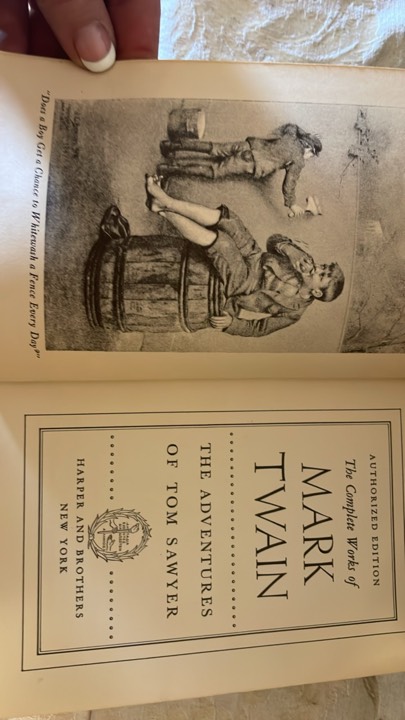 "Does a Boy Get a Chance to Whitewash a Fence Every Day?"
AUTHORIZED EDITION
The Complete Works of
MARK
TWAIN
THE ADVENTURES
OF TOM SAWYER
HARPER AND BROTHERS
NEW YORK